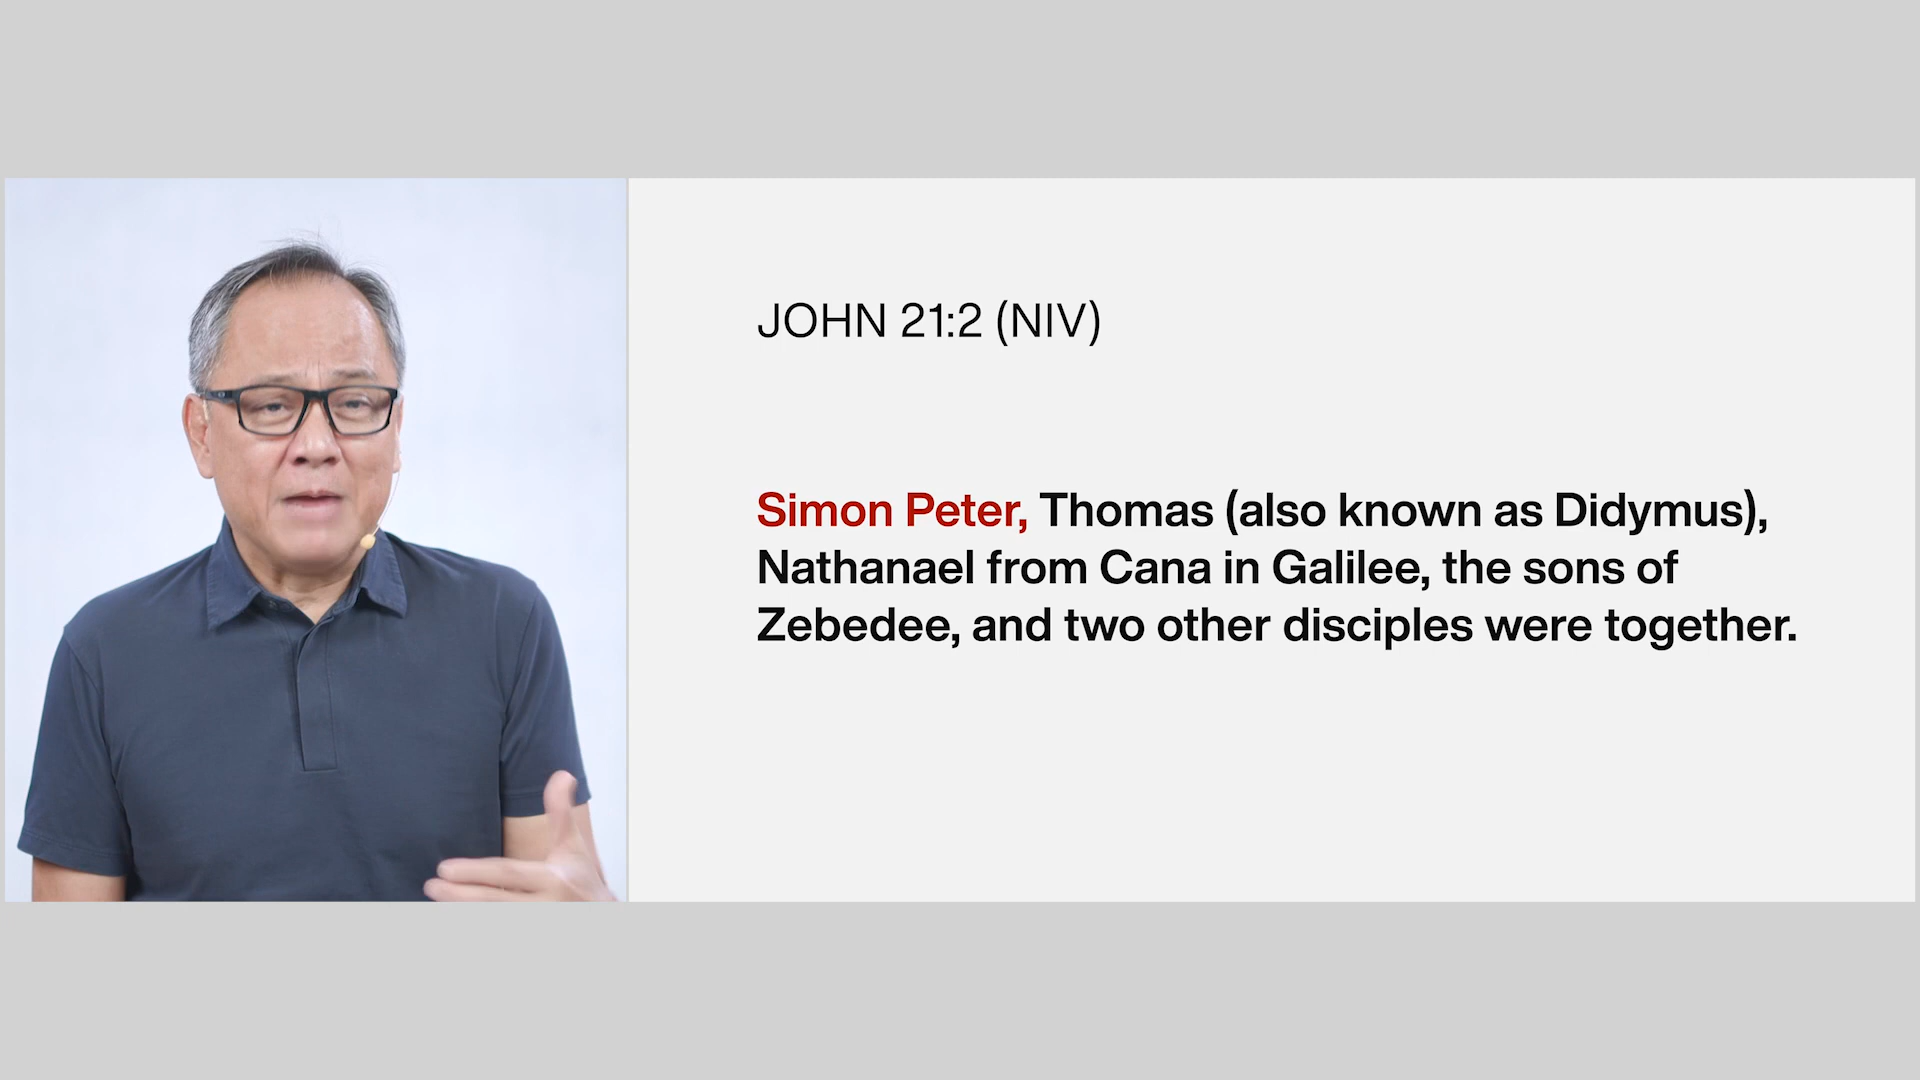 JOHN 21:2 (NIV)
Simon Peter, Thomas (also known as Didymus),
Nathanael from Cana in Galilee, the sons of
Zebedee, and two other disciples were together.